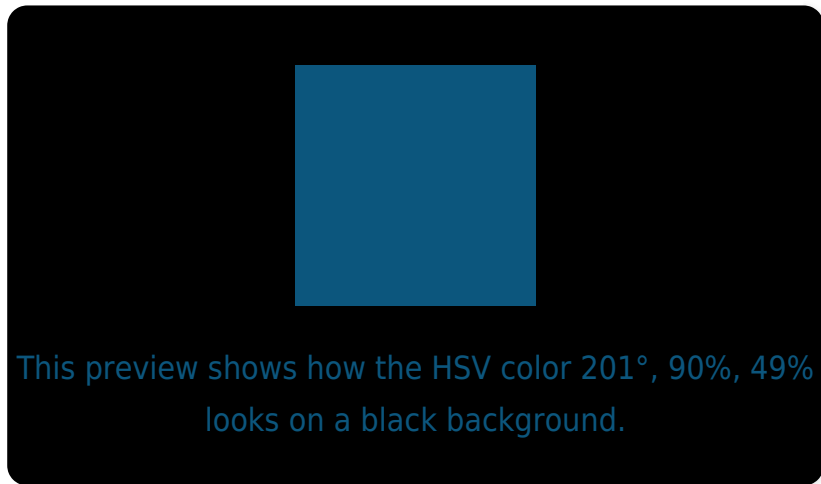 This preview shows how the HSV color 201°, 90%, 49%
looks on a black background.